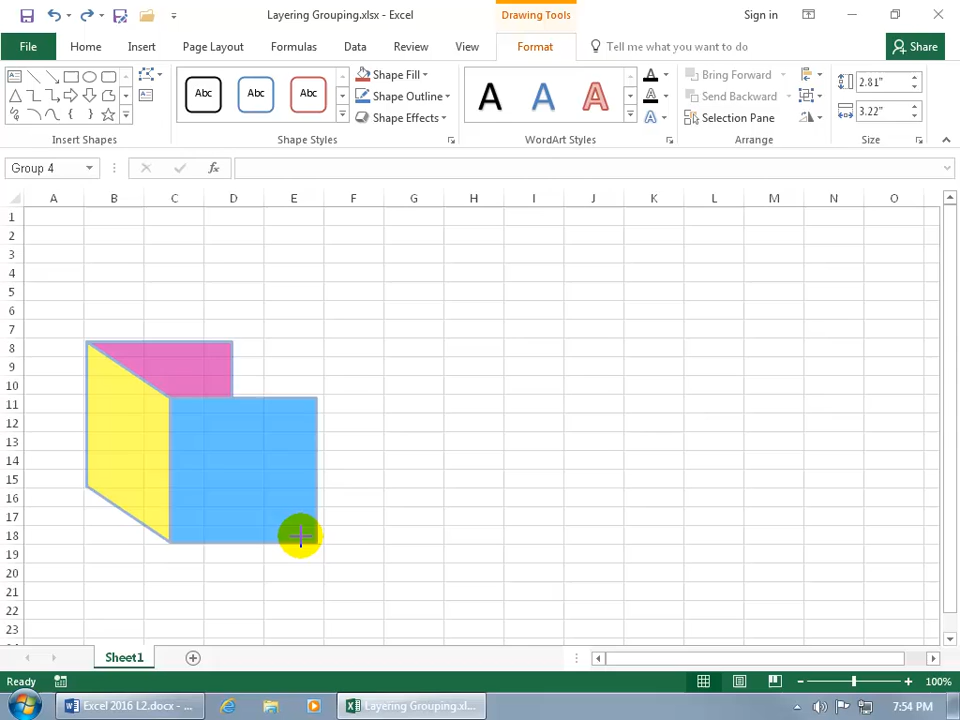 Layering Grouping.xlsx - Excel
Drawing Tools
Sign in
File
Home
Insert
Page Layout
Formulas
Data
Review
View
Format
Tell me what you want to do
Share
Abc
Abc
Abc
Shape Fill
Shape Outline
Shape Effects
A
A
A
A
A
A
Bring Forward
Send Backward
Selection Pane
2.81"
3.22"
Insert Shapes
Shape Styles
WordArt Styles
Arrange
Size
Group 4
fx
A B C D E F G H I J K L M N O
1
2
3
4
5
6
7
8
9
10
11
12
13
14
15
16
17
18
19
20
21
22
23
Sheet1
Ready
100%
Excel 2016 L2.docx - ...
Layering Grouping.xl...
7:54 PM